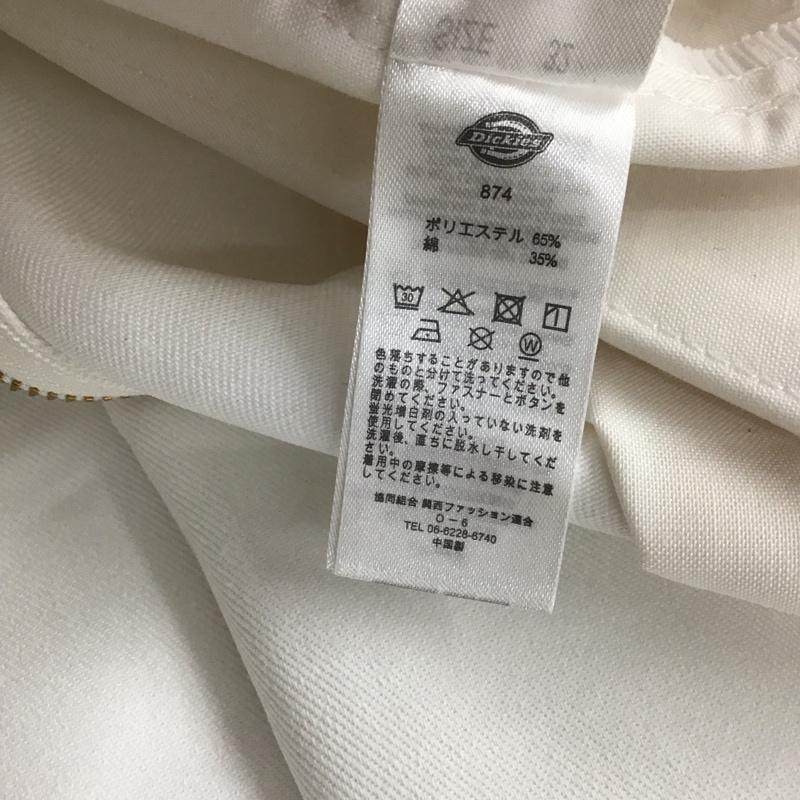 SIZE 32
Dickies
874
ポリエステル 65%
綿 35%
30
W
色落ちすることがありますので他
のものと分けて洗ってください。
洗濯の際、ファスナーとボタンを
閉めてください。
蛍光増白剤の入っていない洗剤を
使用してください。
洗濯後、直ちに脱水し干してくだ
さい。
着用中の摩擦等による移染に注意
してください。
協同組合 関西ファッション連合
O-6
TEL 06-6228-6740
中国製